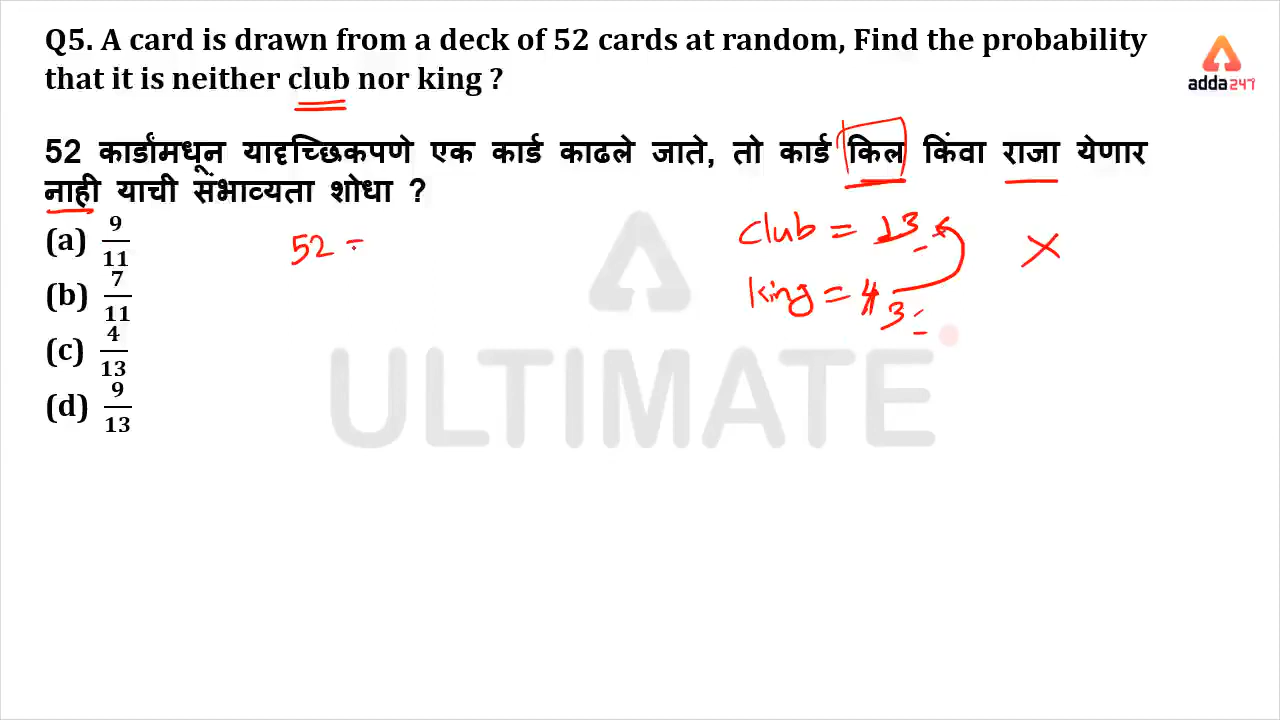 Q5. A card is drawn from a deck of 52 cards at random, Find the probability
that it is neither club nor king ?
adda247
52 कार्डांमधून यादृच्छिकपणे एक कार्ड काढले जाते, तो कार्ड किल किंवा राजा येणार
नाही याची संभाव्यता शोधा ?
(a) 9/11
(b) 7/11
(c) 4/13
(d) 9/13
52 =
club = 13
king = 4 3
ULTIMATE